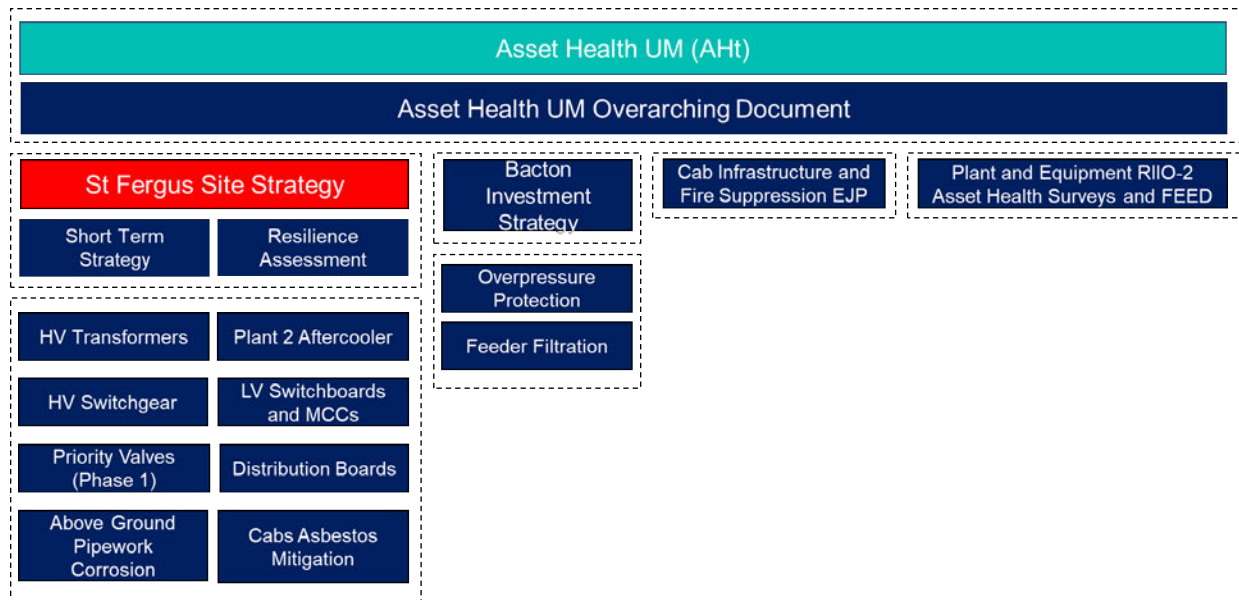 Asset Health UM (AHt)
Asset Health UM Overarching Document
St Fergus Site Strategy
Short Term
Strategy
Resilience
Assessment
HV Transformers
Plant 2 Aftercooler
HV Switchgear
LV Switchboards
and MCCs
Priority Valves
(Phase 1)
Distribution Boards
Above Ground
Pipework
Corrosion
Cabs Asbestos
Mitigation
Bacton
Investment
Strategy
Overpressure
Protection
Feeder Filtration
Cab Infrastructure and
Fire Suppression EJP
Plant and Equipment RIIO-2
Asset Health Surveys and FEED